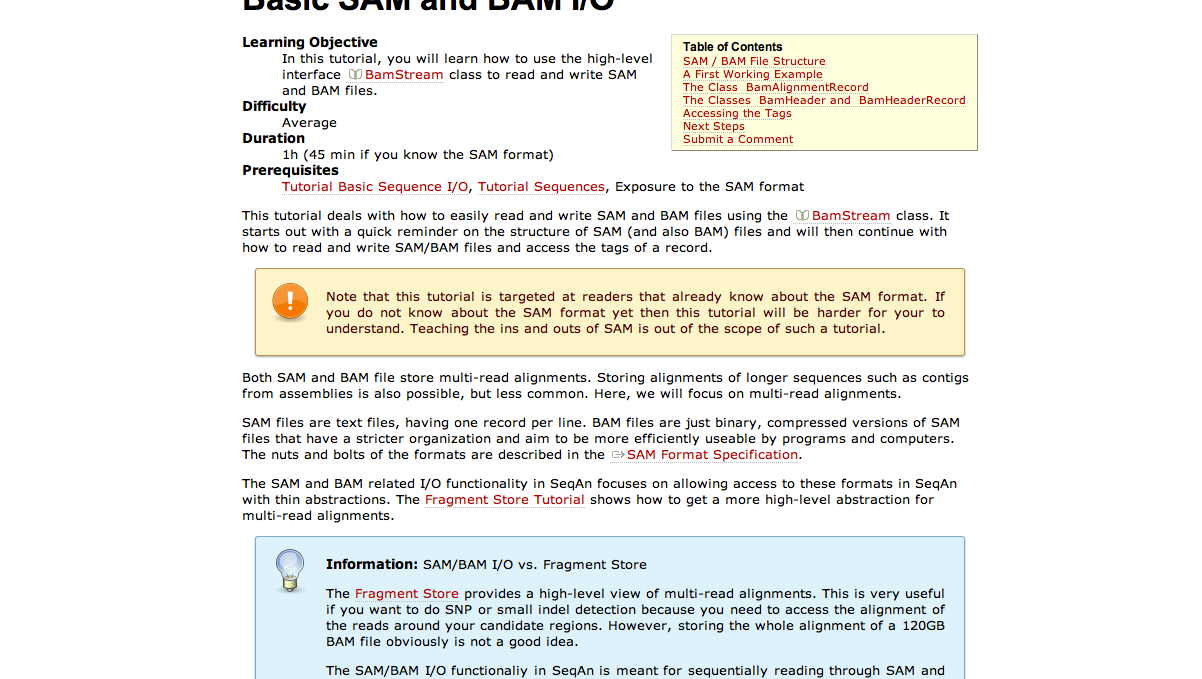 Basic SAM and BAM I/O
Learning Objective
In this tutorial, you will learn how to use the high-level
interface BamStream class to read and write SAM
and BAM files.
Difficulty
Average
Duration
1h (45 min if you know the SAM format)
Prerequisites
Tutorial Basic Sequence I/O, Tutorial Sequences, Exposure to the SAM format
Table of Contents
SAM / BAM File Structure
A First Working Example
The Class BamAlignmentRecord
The Classes BamHeader and BamHeaderRecord
Accessing the Tags
Next Steps
Submit a Comment
This tutorial deals with how to easily read and write SAM and BAM files using the BamStream class. It
starts out with a quick reminder on the structure of SAM (and also BAM) files and will then continue with
how to read and write SAM/BAM files and access the tags of a record.
Note that this tutorial is targeted at readers that already know about the SAM format. If
you do not know about the SAM format yet then this tutorial will be harder for your to
understand. Teaching the ins and outs of SAM is out of the scope of such a tutorial.
Both SAM and BAM file store multi-read alignments. Storing alignments of longer sequences such as contigs
from assemblies is also possible, but less common. Here, we will focus on multi-read alignments.
SAM files are text files, having one record per line. BAM files are just binary, compressed versions of SAM
files that have a stricter organization and aim to be more efficiently useable by programs and computers.
The nuts and bolts of the formats are described in the SAM Format Specification.
The SAM and BAM related I/O functionality in SeqAn focuses on allowing access to these formats in SeqAn
with thin abstractions. The Fragment Store Tutorial shows how to get a more high-level abstraction for
multi-read alignments.
Information: SAM/BAM I/O vs. Fragment Store
The Fragment Store provides a high-level view of multi-read alignments. This is very useful
if you want to do SNP or small indel detection because you need to access the alignment of
the reads around your candidate regions. However, storing the whole alignment of a 120GB
BAM file obviously is not a good idea.
The SAM/BAM I/O functionaliy in SeqAn is meant for sequentially reading through SAM and